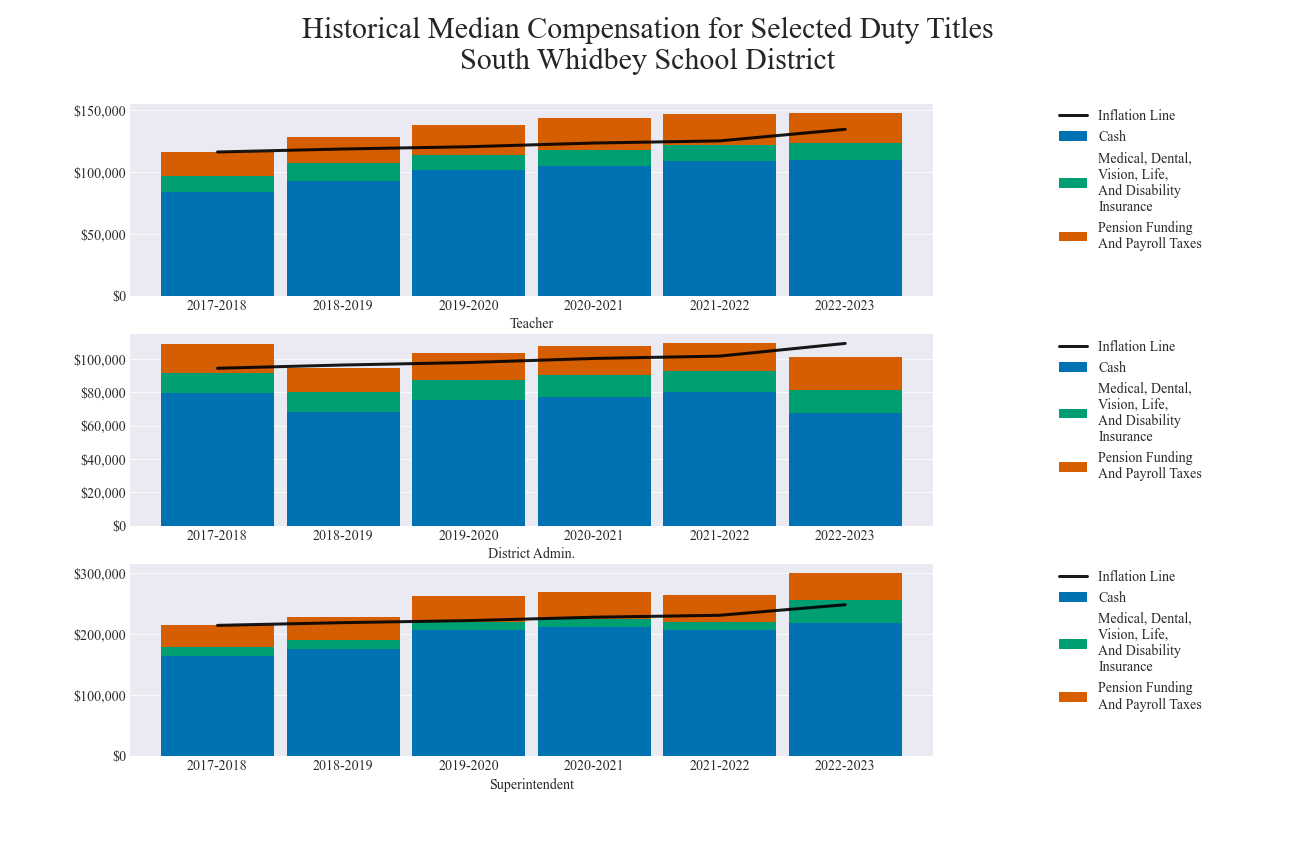 Historical Median Compensation for Selected Duty Titles
South Whidbey School District
$150,000
$100,000
$50,000
$0
2017-2018 2018-2019 2019-2020 2020-2021 2021-2022 2022-2023
Teacher
Inflation Line
Cash
Medical, Dental,
Vision, Life,
And Disability
Insurance
Pension Funding
And Payroll Taxes
$100,000
$80,000
$60,000
$40,000
$20,000
$0
2017-2018 2018-2019 2019-2020 2020-2021 2021-2022 2022-2023
District Admin.
Inflation Line
Cash
Medical, Dental,
Vision, Life,
And Disability
Insurance
Pension Funding
And Payroll Taxes
$300,000
$200,000
$100,000
$0
2017-2018 2018-2019 2019-2020 2020-2021 2021-2022 2022-2023
Superintendent
Inflation Line
Cash
Medical, Dental,
Vision, Life,
And Disability
Insurance
Pension Funding
And Payroll Taxes